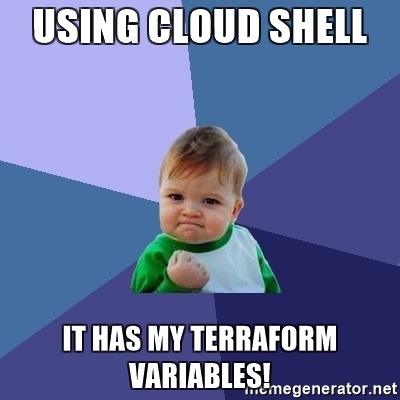 USING CLOUD SHELL
IT HAS MY TERRAFORM
VARIABLES!
memegenerator.net